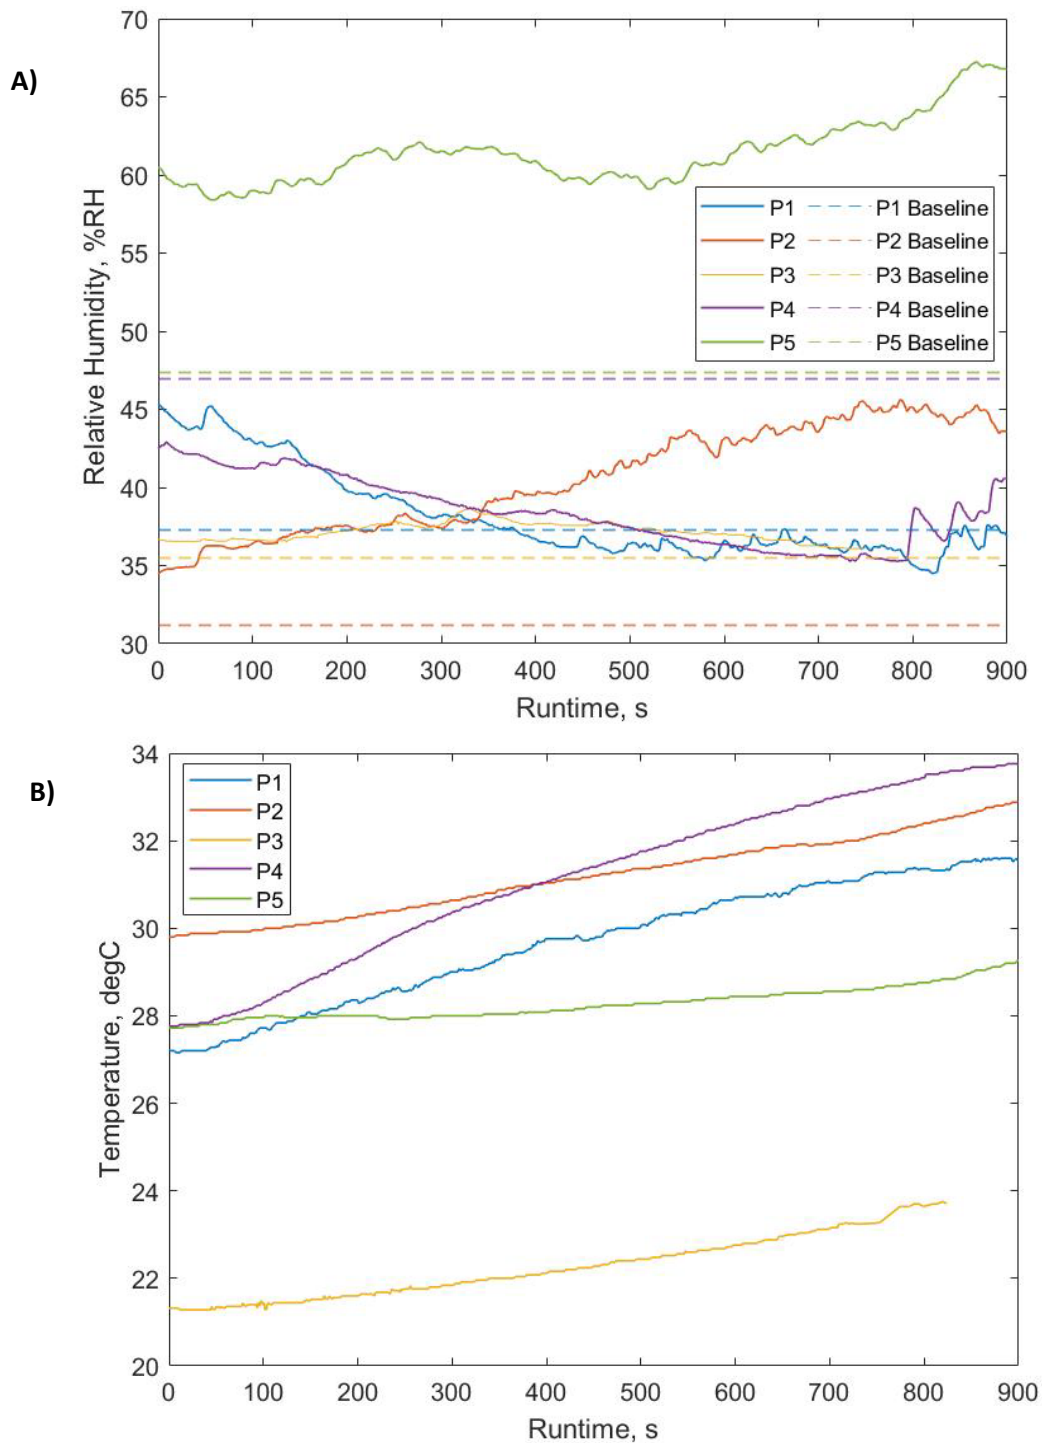 A)
70
65
60
55
50
45
40
35
30
Relative Humidity, %RH
P1 P1 Baseline
P2 P2 Baseline
P3 P3 Baseline
P4 P4 Baseline
P5 P5 Baseline
0 100 200 300 400 500 600 700 800 900
Runtime, s
B)
34
32
30
28
26
24
22
20
Temperature, degC
P1
P2
P3
P4
P5
0 100 200 300 400 500 600 700 800 900
Runtime, s